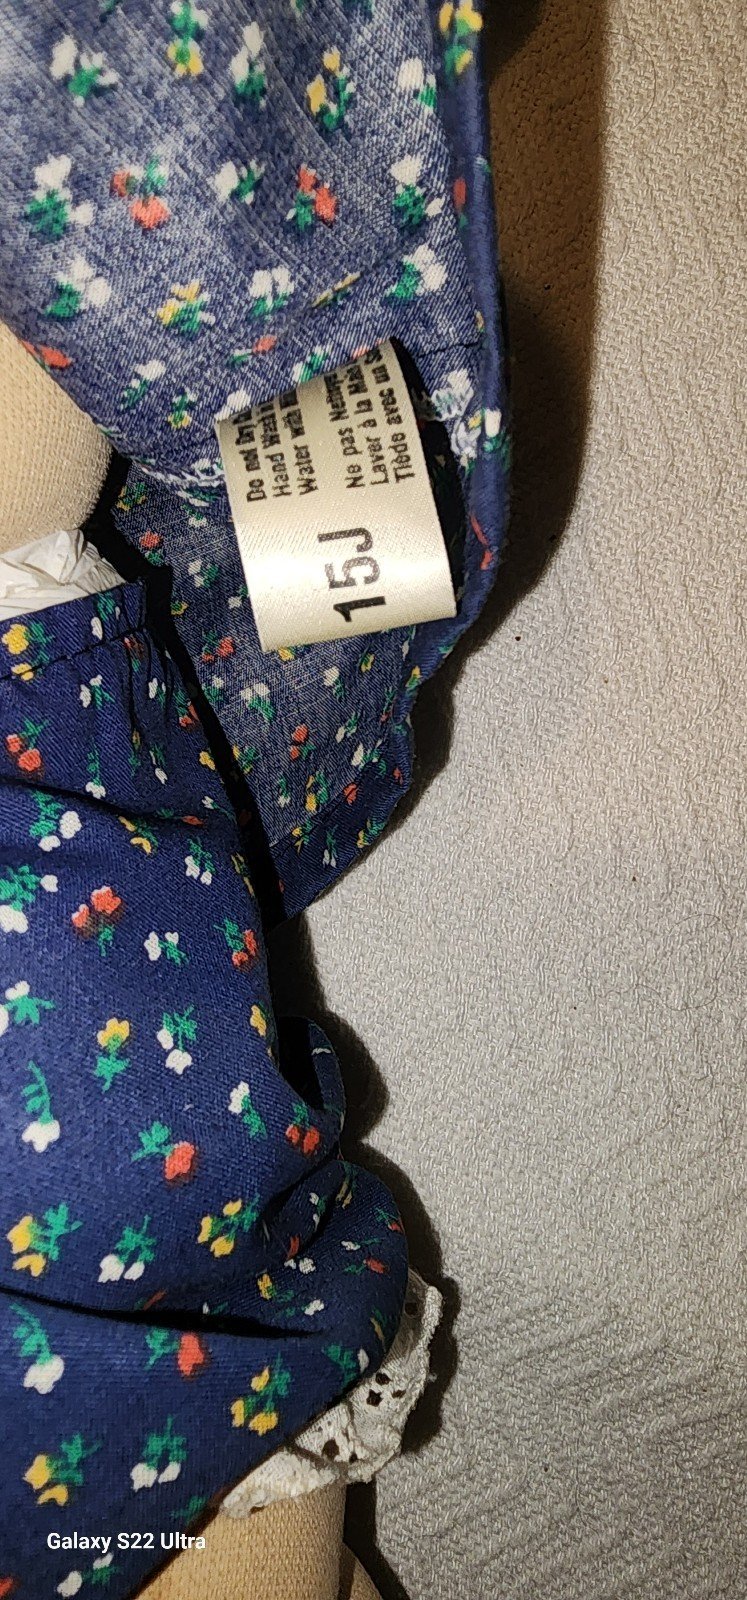 Do not Dry
Hand Wash
Water with
Ne pas Nettoy
Laver à la Main
Tiède avec un S
15J
Galaxy S22 Ultra